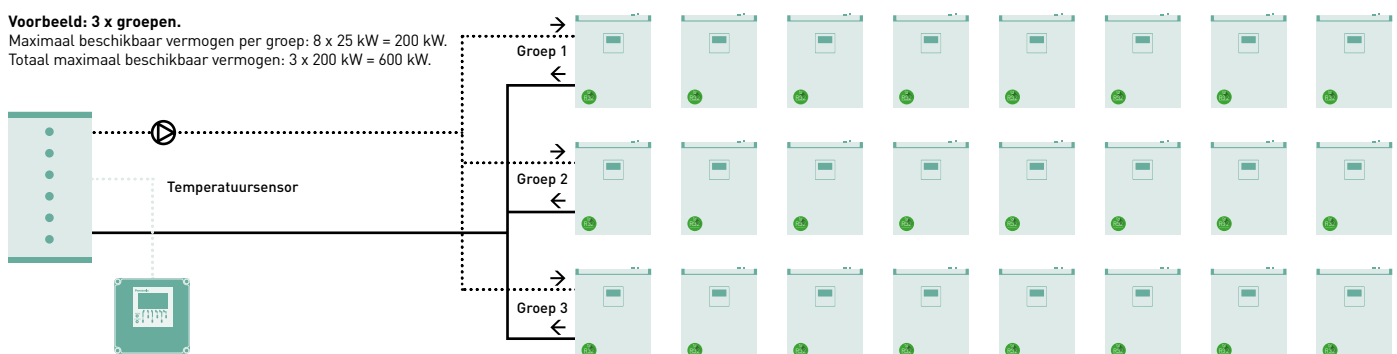 Voorbeeld: 3 x groepen.
Maximaal beschikbaar vermogen per groep: 8 x 25 kW = 200 kW.
Totaal maximaal beschikbaar vermogen: 3 x 200 kW = 600 kW.
Groep 1
Temperatuursensor
Groep 2
Groep 3